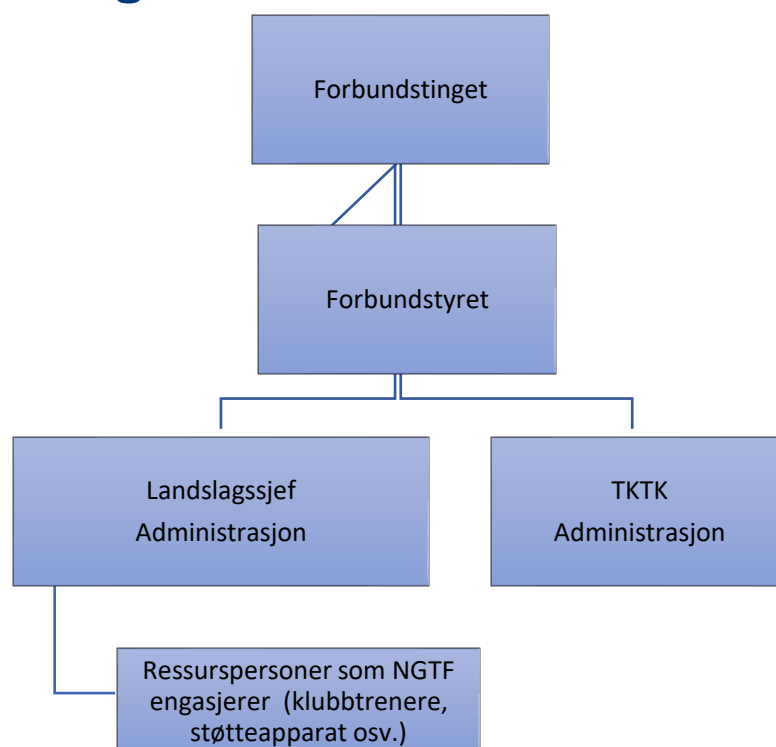 Forbundstinget
Forbundstyret
Landslagssjef
Administrasjon
TKTK
Administrasjon
Ressurspersoner som NGTF
engasjerer (klubbtrenere,
støtteapparat osv.)